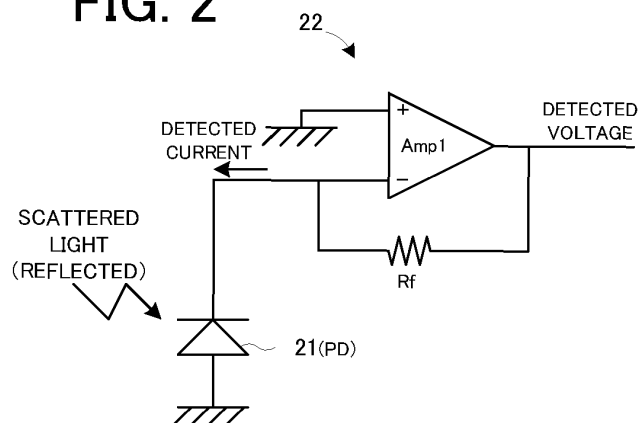 FIG. 2
22
DETECTED
CURRENT
+
Amp1
−
DETECTED
VOLTAGE
Rf
SCATTERED
LIGHT
(REFLECTED)
21(PD)